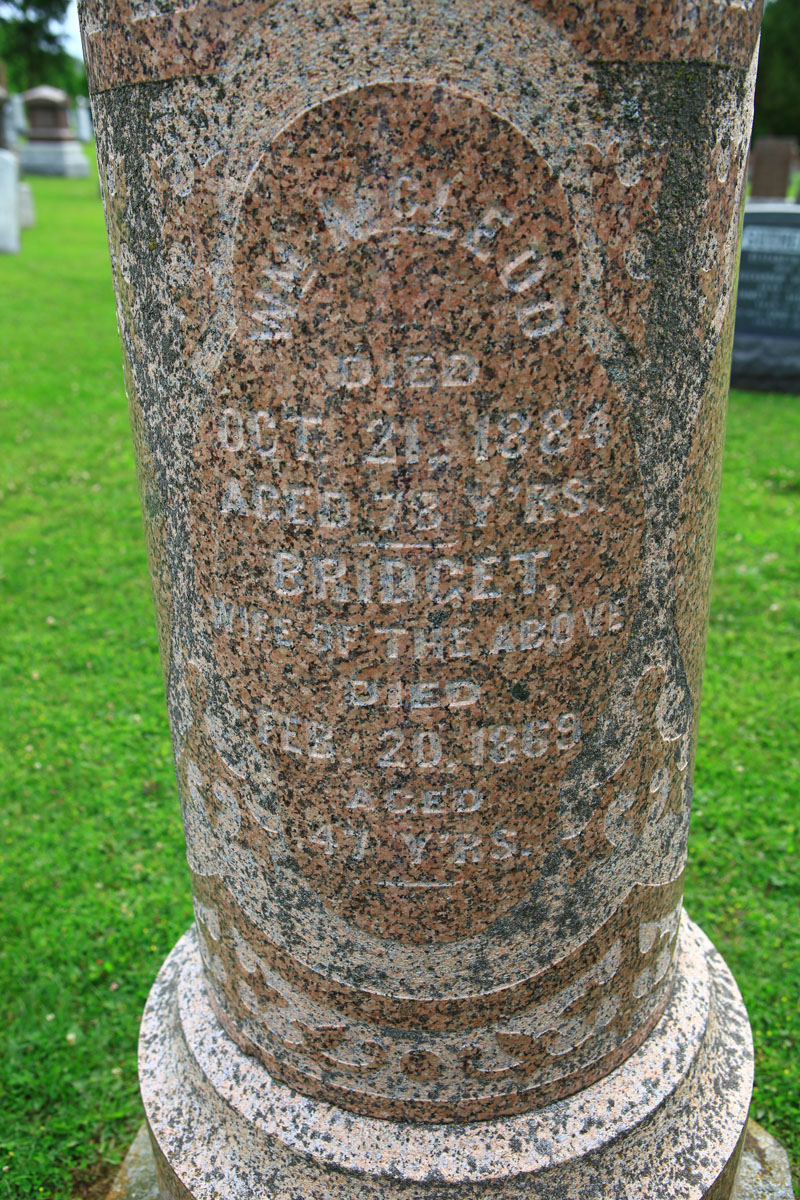 WM McLEOD
DIED
OCT. 21, 1884
AGED 73 Y'RS.
BRIDGET,
WIFE OF THE ABOVE
DIED
FEB. 20, 1869
AGED
47 Y'RS.